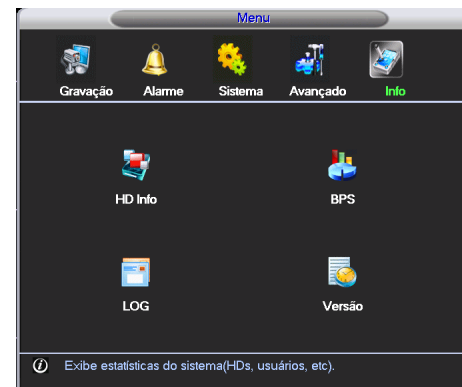 Menu
Gravação Alarme Sistema Avançado Info
HD Info BPS
LOG Versão
Exibe estatísticas do sistema(HDs, usuários, etc).